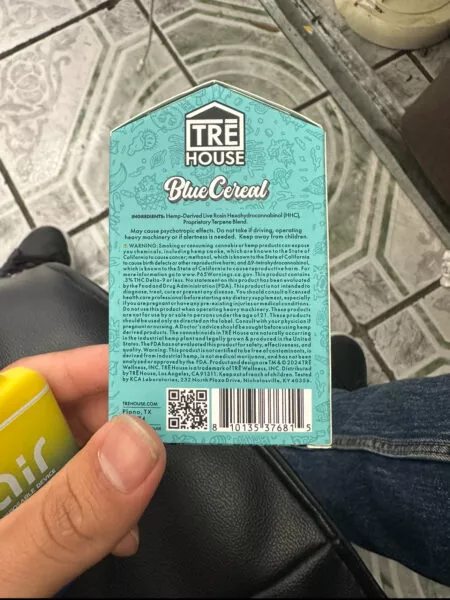 TRĒ
HOUSE
Blue Cereal
INGREDIENTS: Hemp-Derived Live Rosin Hexahydrocannabinol (HHC),
Proprietary Terpene Blend.
May cause psychotropic effects. Do not take if driving, operating
heavy machinery or if alertness is needed. Keep away from children.
⚠ WARNING: Smoking or consuming cannabis or hemp products can expose
you chemicals, including hemp smoke, which are known to the State of
California to cause cancer; methanol, which is known to the State of California
to cause birth defects or other reproductive harm; and Δ9-tetrahydrocannabinol,
which is known to the State of California to cause reproductive harm. For
more information go to www.P65Warnings.ca.gov. This product contains
.3% THC Delta-9 or less. No statement on this product has been evaluated
by the Food and Drug Administration (FDA). This product is not intended to
diagnose, treat, cure or prevent any disease. You should consult a licensed
health care professional before starting any dietary supplement, especially
if you are pregnant or have any pre-existing injuries or medical conditions.
Do not use this product when operating heavy machinery. These products
are not for use by or sale to persons under the age of 21. These products
should be used only as directed on the label. Consult with your physician if
pregnant or nursing. A Doctor's advice should be sought before using hemp
derived products. The cannabinoids in TRE House are naturally occurring
in the industrial hemp plant and legally grown & produced in the United
States. The FDA has not evaluated this product for safety, effectiveness, and
quality. Warning: This product is not certified to be free of contaminants, is
derived from industrial hemp, is not medical marijuana, and has not been
analyzed or approved by the FDA. Product and design are TM & © 2024 TRĒ
Wellness, INC. TRĒ House is a trademark of TRĒ Wellness, INC. Distributed
by TRĒ House, Los Angeles, CA 91311. Keep out of reach of children. Tested
by KCA Laboratories, 232 North Plaza Drive, Nicholasville, KY 40356.
TREHOUSE.COM
Plano, TX
8 10135 37681 5
air
DEVICE